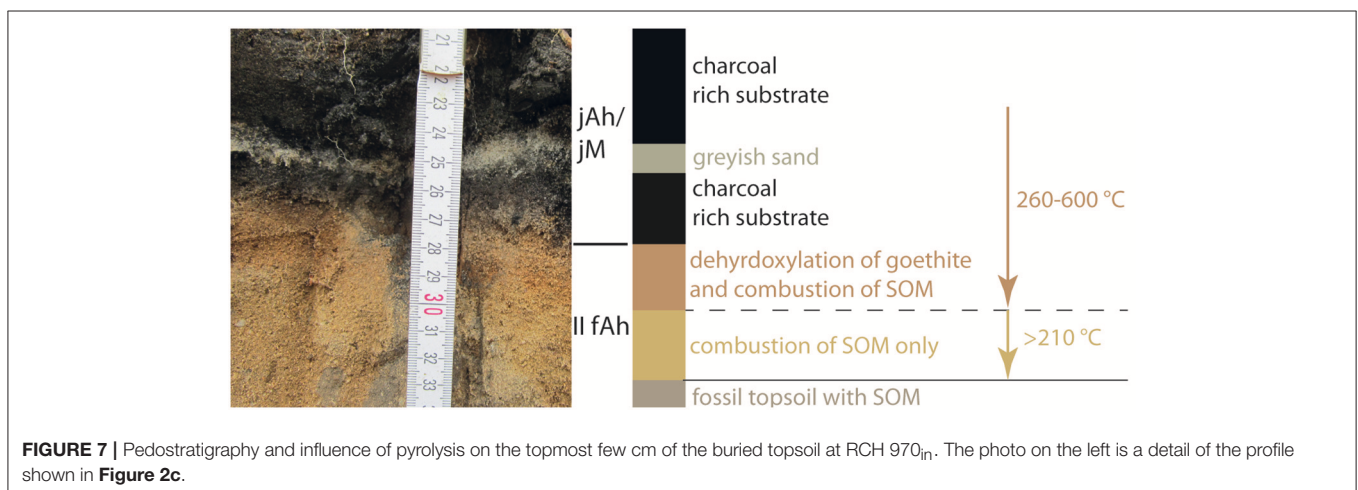 21
22
23
24
25
26
27
28
29
30
31
32
33
jAh/
jM
II fAh
charcoal
rich substrate
greyish sand
charcoal
rich substrate
dehyrdoxylation of goethite
and combustion of SOM
combustion of SOM only
fossil topsoil with SOM
260-600 °C
>210 °C
FIGURE 7 | Pedostratigraphy and influence of pyrolysis on the topmost few cm of the buried topsoil at RCH 970in. The photo on the left is a detail of the profile
shown in Figure 2c.